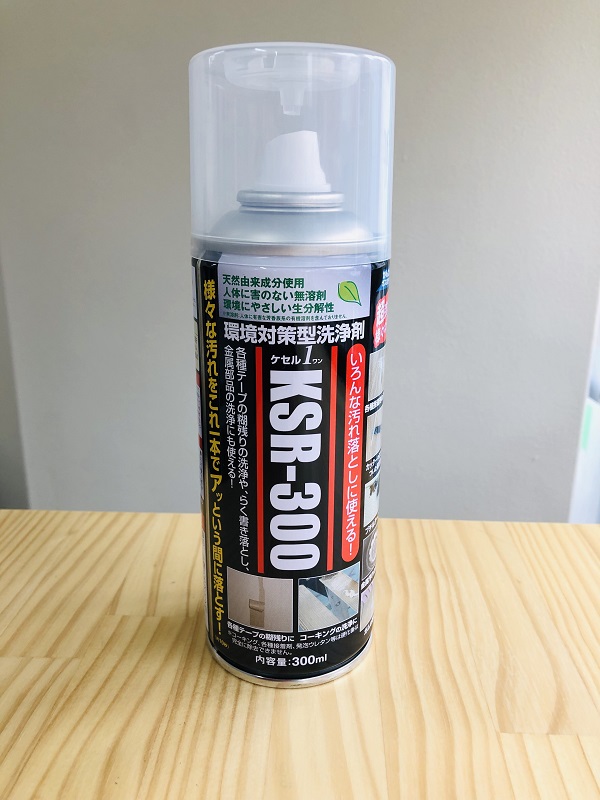 天然由来成分使用
人体に害のない無溶剤
環境にやさしい生分解性
環境対策型洗浄剤
ケセル1ワン
KSR-300
いろんな汚れ落としに使える!
各種テープの糊残りの洗浄や、らく書き落とし、
金属部品の洗浄にも使える!
様々な汚れをこれ一本でアッという間に落とす!
各種テープの糊残りに
コーキングの洗浄に
内容量:300ml